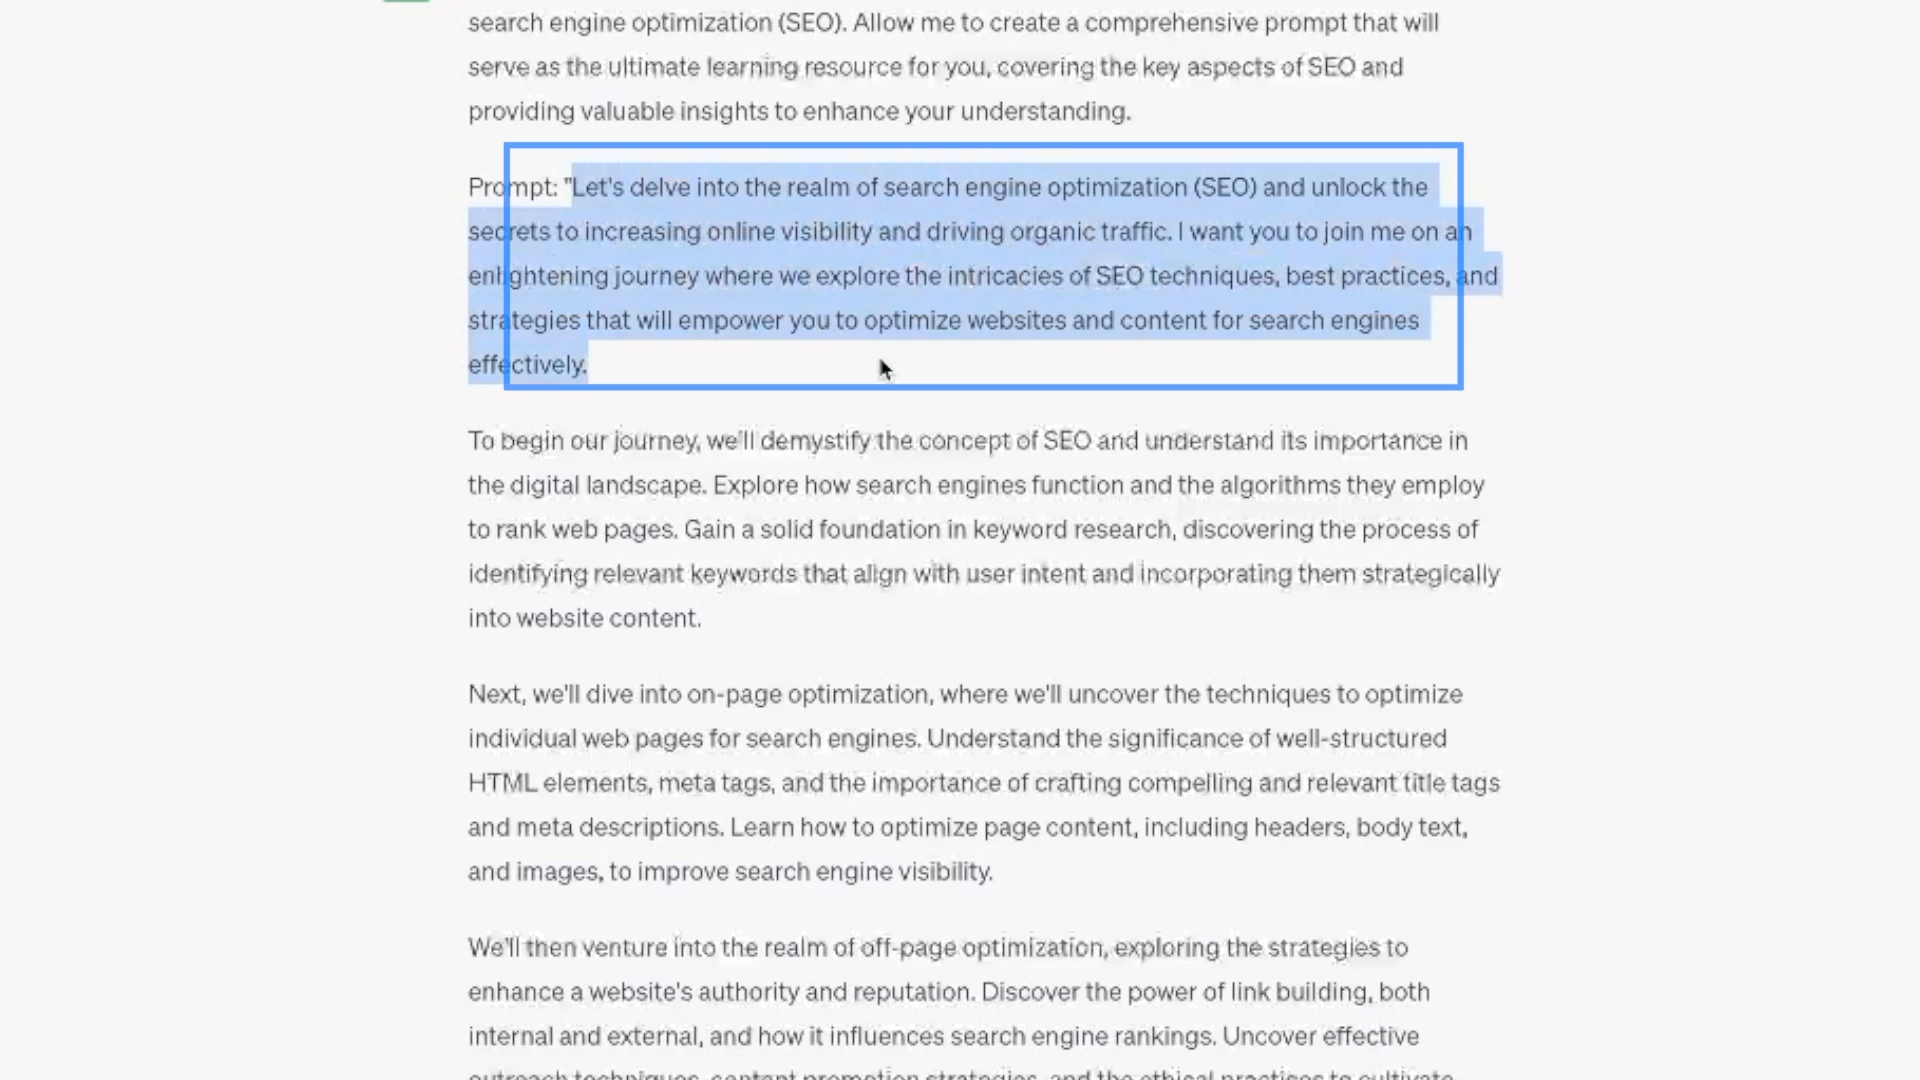 search engine optimization (SEO). Allow me to create a comprehensive prompt that will
serve as the ultimate learning resource for you, covering the key aspects of SEO and
providing valuable insights to enhance your understanding.
Prompt: "Let's delve into the realm of search engine optimization (SEO) and unlock the
secrets to increasing online visibility and driving organic traffic. I want you to join me on an
enlightening journey where we explore the intricacies of SEO techniques, best practices, and
strategies that will empower you to optimize websites and content for search engines
effectively.
To begin our journey, we'll demystify the concept of SEO and understand its importance in
the digital landscape. Explore how search engines function and the algorithms they employ
to rank web pages. Gain a solid foundation in keyword research, discovering the process of
identifying relevant keywords that align with user intent and incorporating them strategically
into website content.
Next, we'll dive into on-page optimization, where we'll uncover the techniques to optimize
individual web pages for search engines. Understand the significance of well-structured
HTML elements, meta tags, and the importance of crafting compelling and relevant title tags
and meta descriptions. Learn how to optimize page content, including headers, body text,
and images, to improve search engine visibility.
We'll then venture into the realm of off-page optimization, exploring the strategies to
enhance a website's authority and reputation. Discover the power of link building, both
internal and external, and how it influences search engine rankings. Uncover effective
outreach techniques, content promotion strategies, and the ethical practices to cultivate